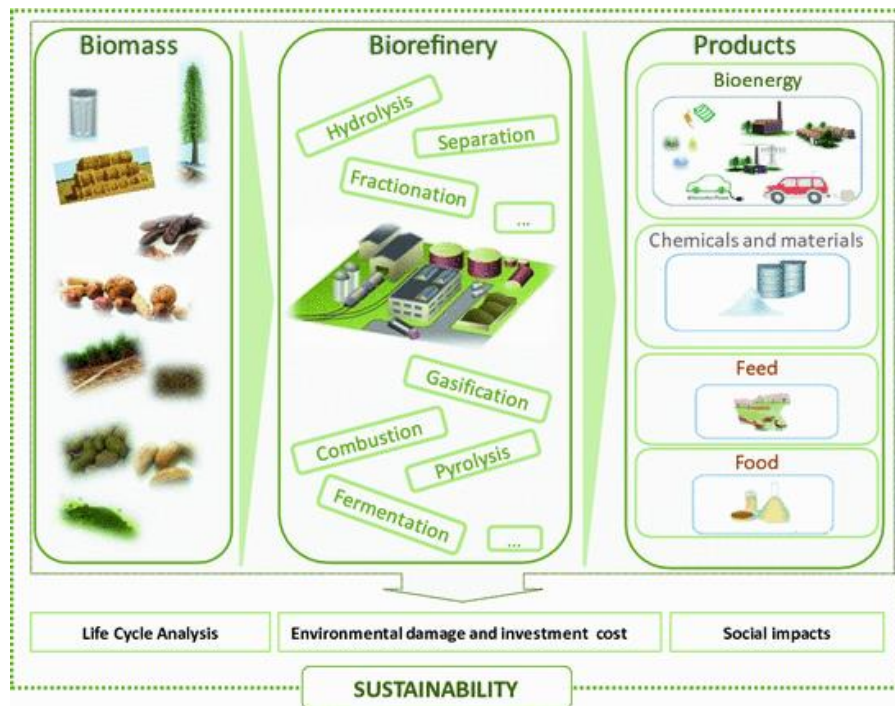 Biomass
Biorefinery
Products
Hydrolysis
Separation
Fractionation
...
Gasification
Combustion
Pyrolysis
Fermentation
...
Bioenergy
Chemicals and materials
Feed
Food
Life Cycle Analysis
Environmental damage and investment cost
Social impacts
SUSTAINABILITY